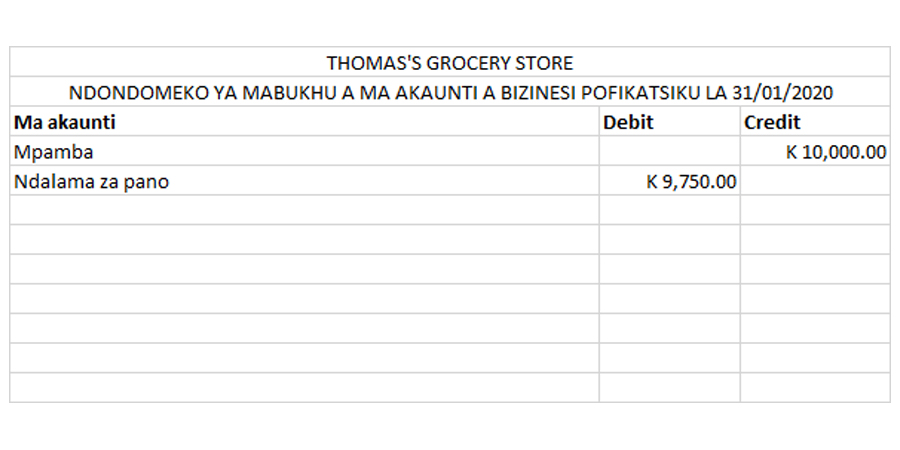 THOMAS'S GROCERY STORE
NDONDOMEKO YA MABUKHU A MA AKAUNTI A BIZINESI POFIKATSIKU LA 31/01/2020
Ma akaunti Debit Credit
Mpamba K 10,000.00
Ndalama za pano K 9,750.00